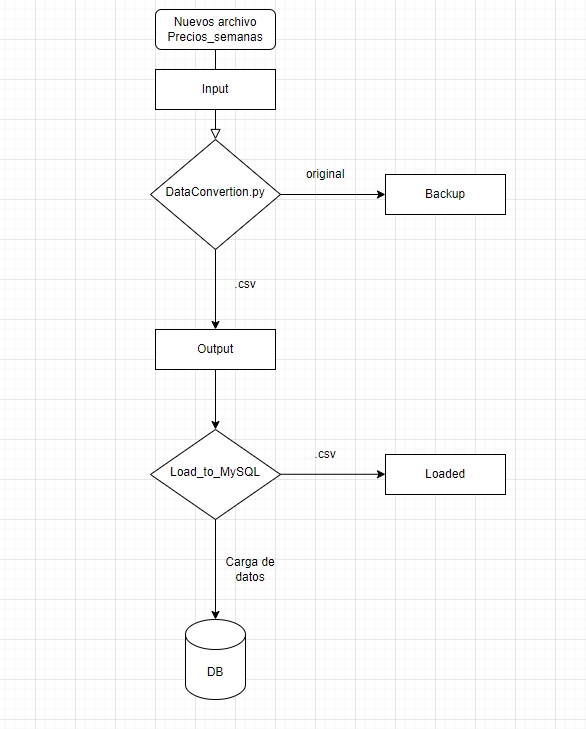 Nuevos archivo
Precios_semanas
Input
DataConvertion.py
original
Backup
.csv
Output
Load_to_MySQL
.csv
Loaded
Carga de
datos
DB